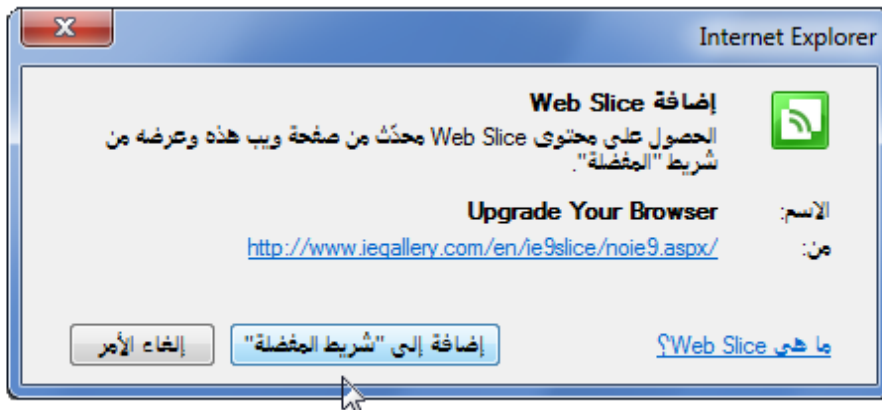 Internet Explorer
إضافة Web Slice
الحصول على محتوى Web Slice محدّث من صفحة ويب هذه وعرضه من
شريط "المفضلة".
الاسم: Upgrade Your Browser
من: http://www.iegallery.com/en/ie9slice/noie9.aspx/
ما هي Web Slice؟ إضافة إلى "شريط المفضلة" إلغاء الأمر